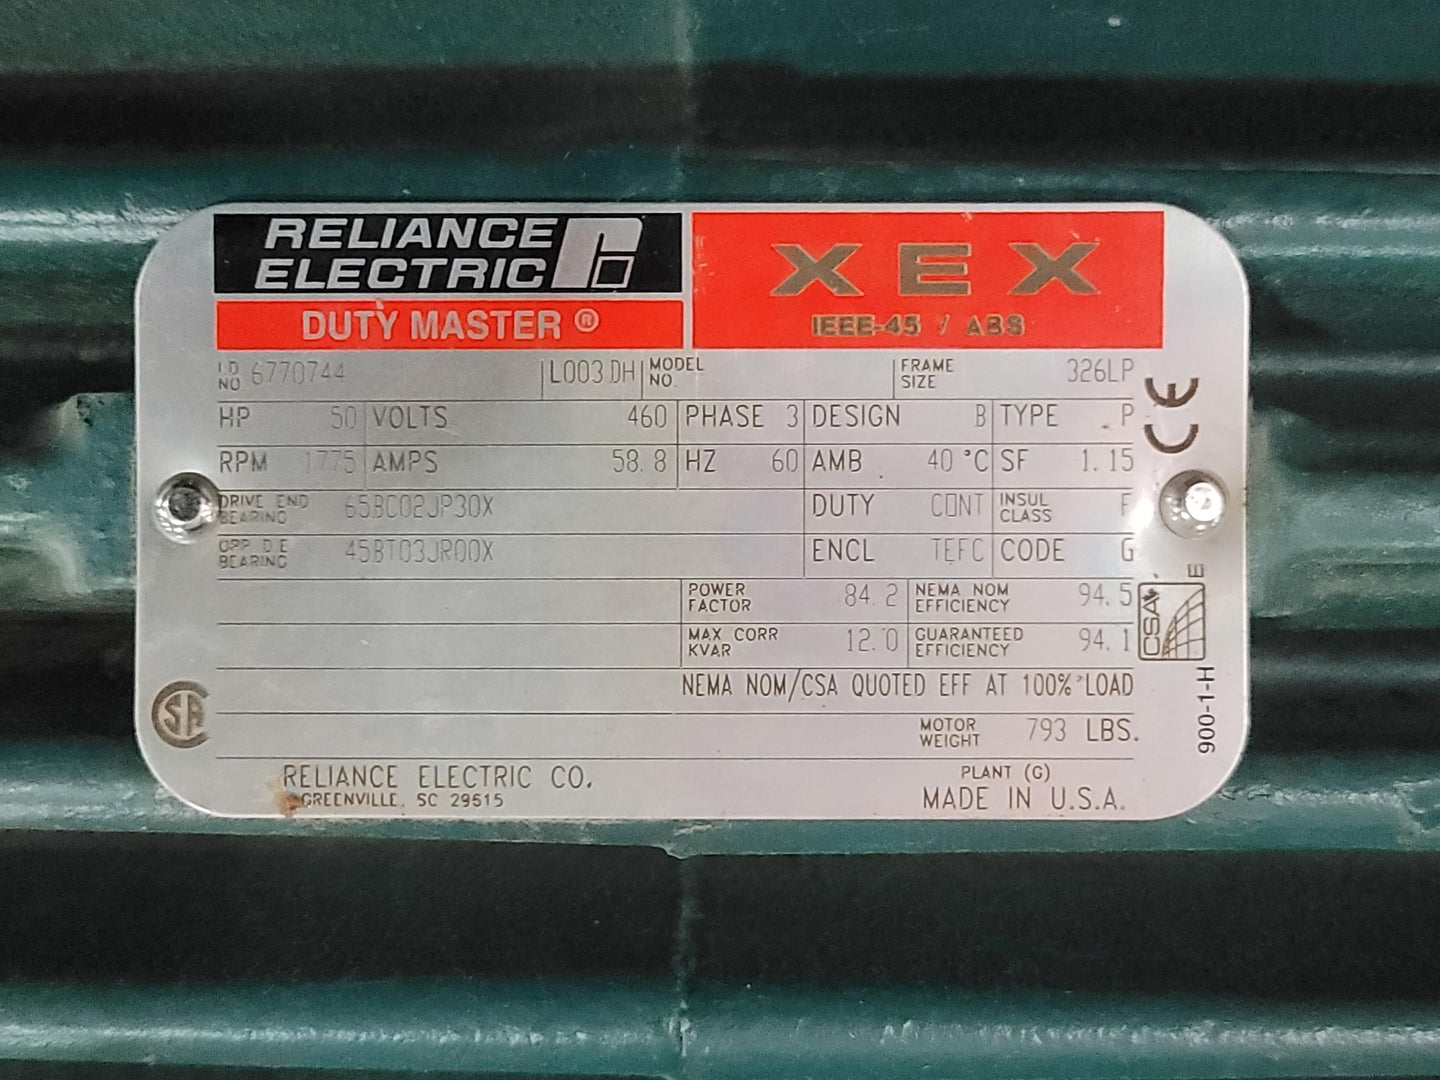 RELIANCE
ELECTRIC
DUTY MASTER ®
XEX
IEEE-45 / ABS
I.D. NO. 6770744 L003 DH MODEL NO. FRAME SIZE 326LP
HP 50 VOLTS 460 PHASE 3 DESIGN B TYPE P
RPM 1775 AMPS 58.8 HZ 60 AMB 40 °C SF 1.15
DRIVE END BEARING 65BC02JP30X DUTY CONT INSUL CLASS F
OPP D.E. BEARING 45BT03JR00X ENCL TEFC CODE G
POWER FACTOR 84.2 NEMA NOM EFFICIENCY 94.5
MAX CORR KVAR 12.0 GUARANTEED EFFICIENCY 94.1
NEMA NOM/CSA QUOTED EFF AT 100% LOAD
MOTOR WEIGHT 793 LBS.
RELIANCE ELECTRIC CO.
GREENVILLE, SC 29615
PLANT (G)
MADE IN U.S.A.
CE
CSA
E
900-1-H
SA